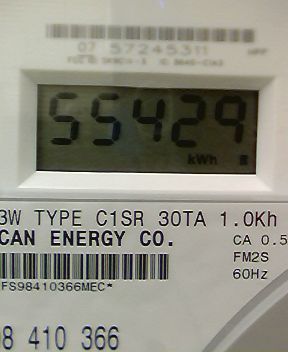 07 57245311
55429
kWh
3W TYPE C1SR 30TA 1.0Kh
CAN ENERGY CO.
CA 0.5
FM2S
60Hz
FS98410366MEC*
98 410 366